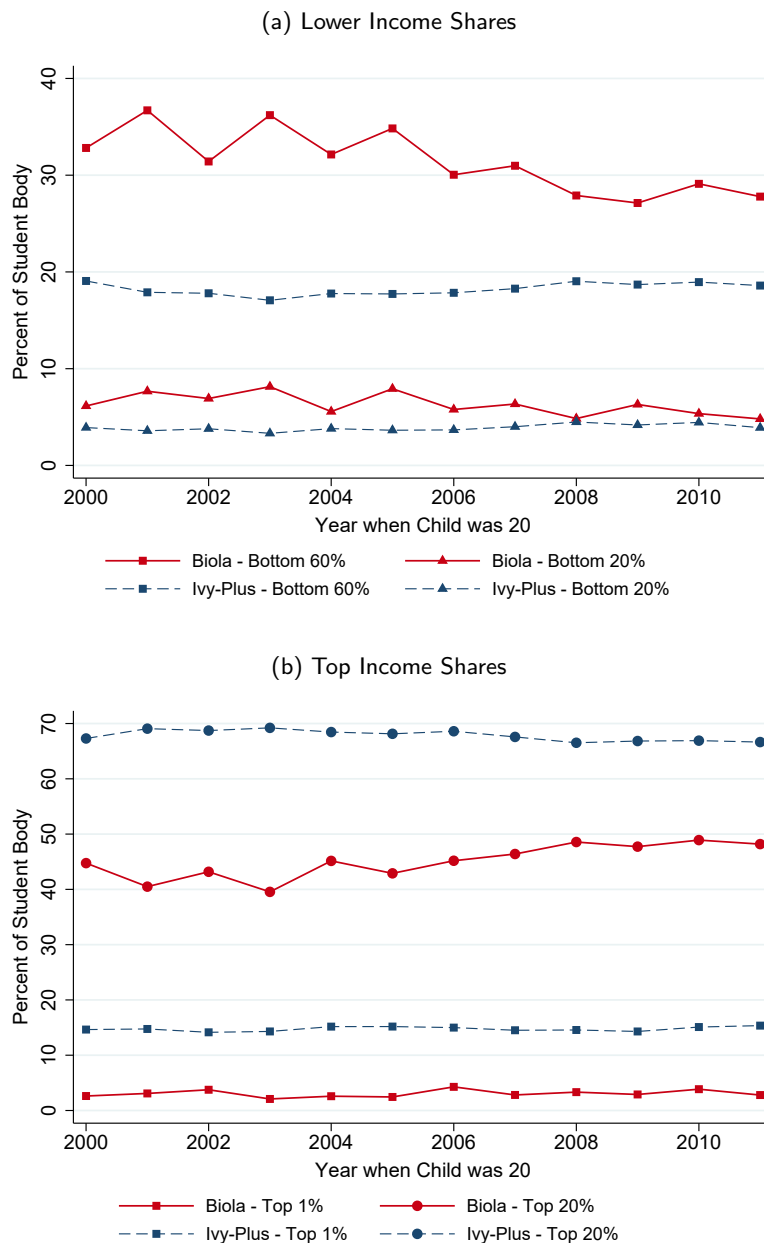 (a) Lower Income Shares
Percent of Student Body
40
30
20
10
0
2000 2002 2004 2006 2008 2010
Year when Child was 20
Biola - Bottom 60% Biola - Bottom 20%
Ivy-Plus - Bottom 60% Ivy-Plus - Bottom 20%
(b) Top Income Shares
Percent of Student Body
70
60
50
40
30
20
10
0
2000 2002 2004 2006 2008 2010
Year when Child was 20
Biola - Top 1% Biola - Top 20%
Ivy-Plus - Top 1% Ivy-Plus - Top 20%